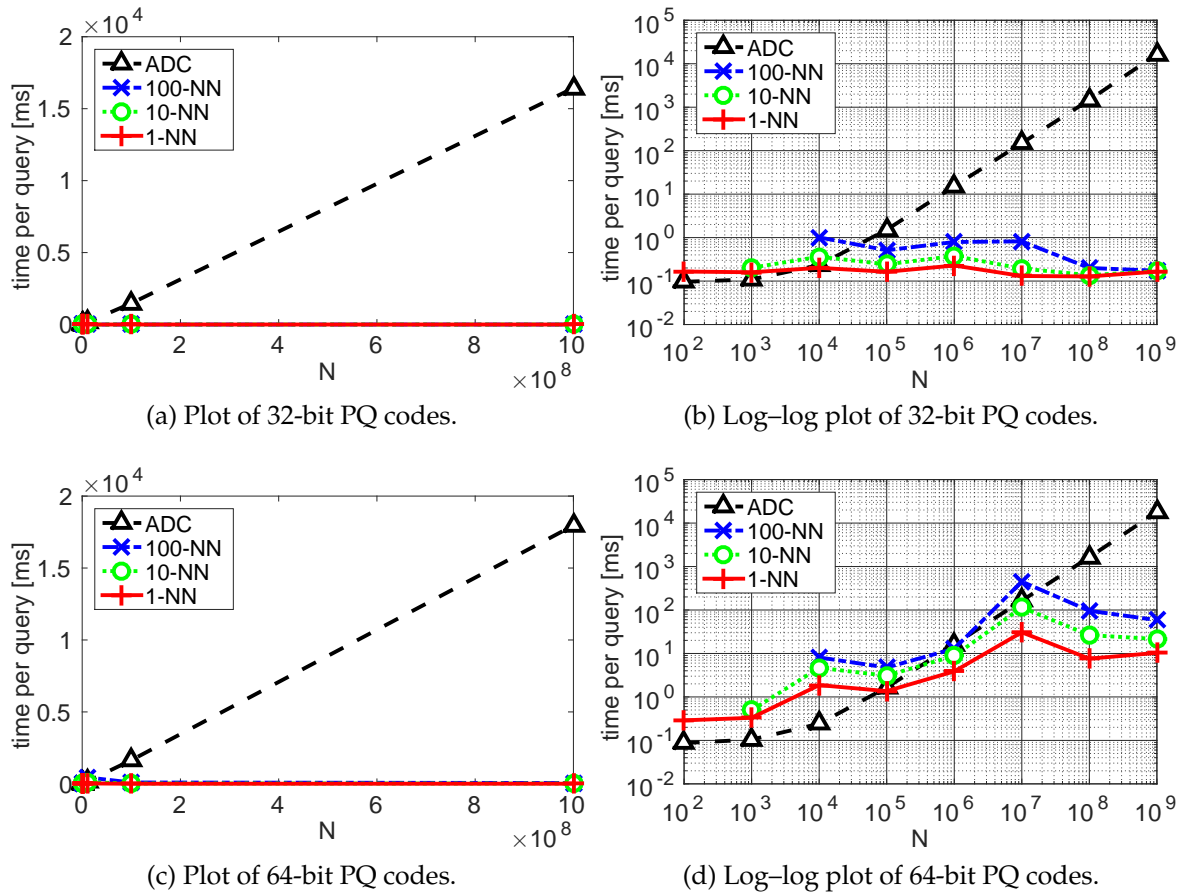 ×10^4
2
1.5
1
0.5
0
time per query [ms]
ADC
100-NN
10-NN
1-NN
0 2 4 6 8 10
N
×10^8
(a) Plot of 32-bit PQ codes.
10^5
10^4
10^3
10^2
10^1
10^0
10^-1
10^-2
time per query [ms]
ADC
100-NN
10-NN
1-NN
10^2 10^3 10^4 10^5 10^6 10^7 10^8 10^9
N
(b) Log–log plot of 32-bit PQ codes.
×10^4
2
1.5
1
0.5
0
time per query [ms]
ADC
100-NN
10-NN
1-NN
0 2 4 6 8 10
N
×10^8
(c) Plot of 64-bit PQ codes.
10^5
10^4
10^3
10^2
10^1
10^0
10^-1
10^-2
time per query [ms]
ADC
100-NN
10-NN
1-NN
10^2 10^3 10^4 10^5 10^6 10^7 10^8 10^9
N
(d) Log–log plot of 64-bit PQ codes.